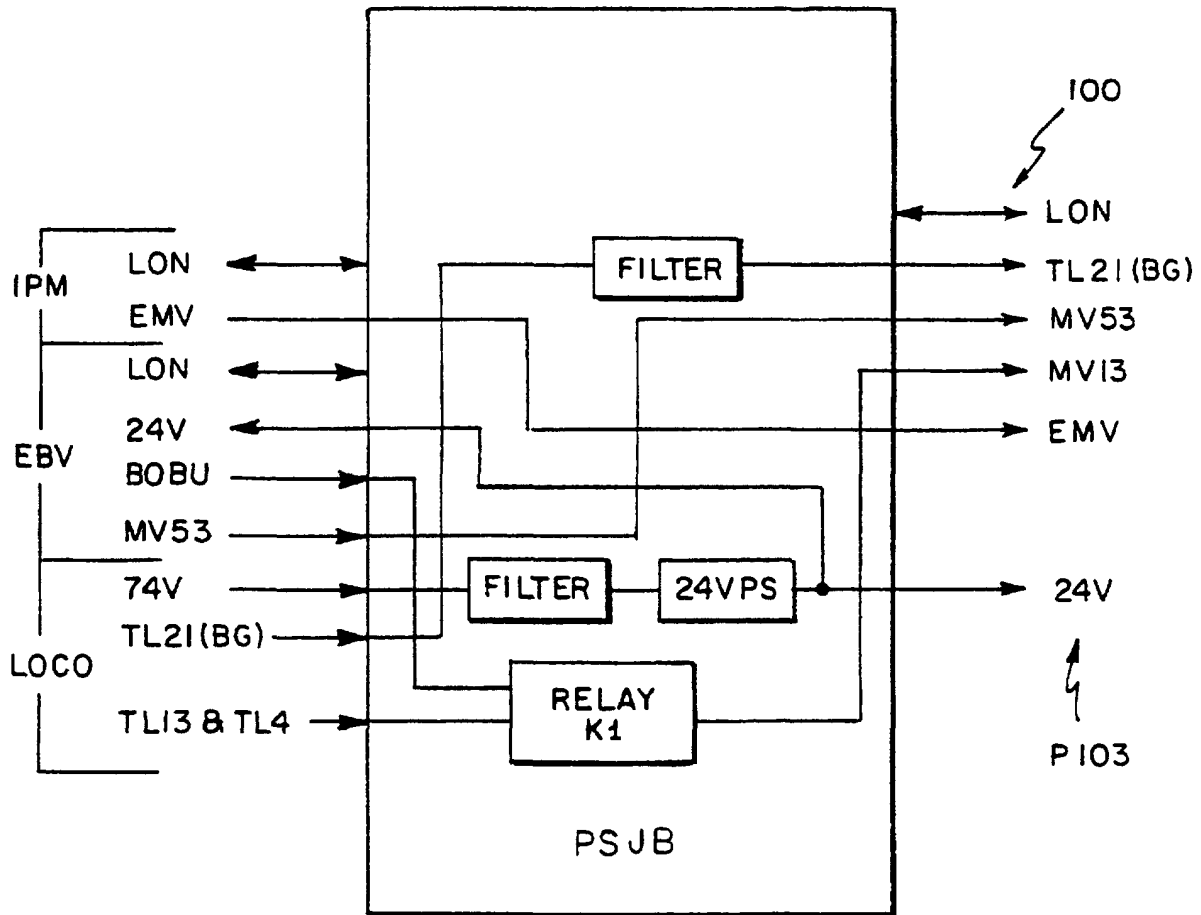 100
LON
LON
FILTER
TL21(BG)
IPM
EMV
MV53
LON
MV13
24V
EMV
EBV
BOBU
MV53
74V
FILTER
24VPS
24V
TL21(BG)
LOCO
RELAY
K1
TL13 & TL4
P103
PSJB